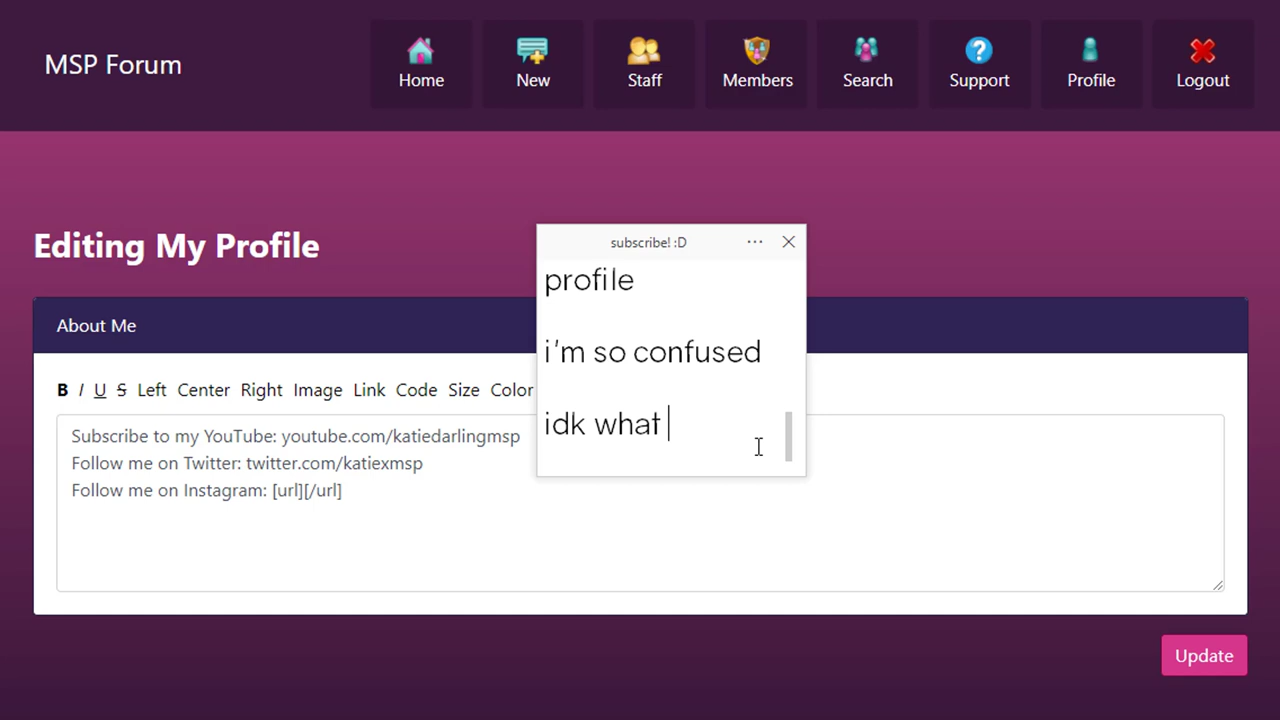 MSP Forum
Home
New
Staff
Members
Search
Support
Profile
Logout
Editing My Profile
About Me
B I U S Left Center Right Image Link Code Size Color
Subscribe to my YouTube: youtube.com/katiedarlingmsp
Follow me on Twitter: twitter.com/katiexmsp
Follow me on Instagram: [url][/url]
subscribe! :D
profile
i'm so confused
idk what
Update